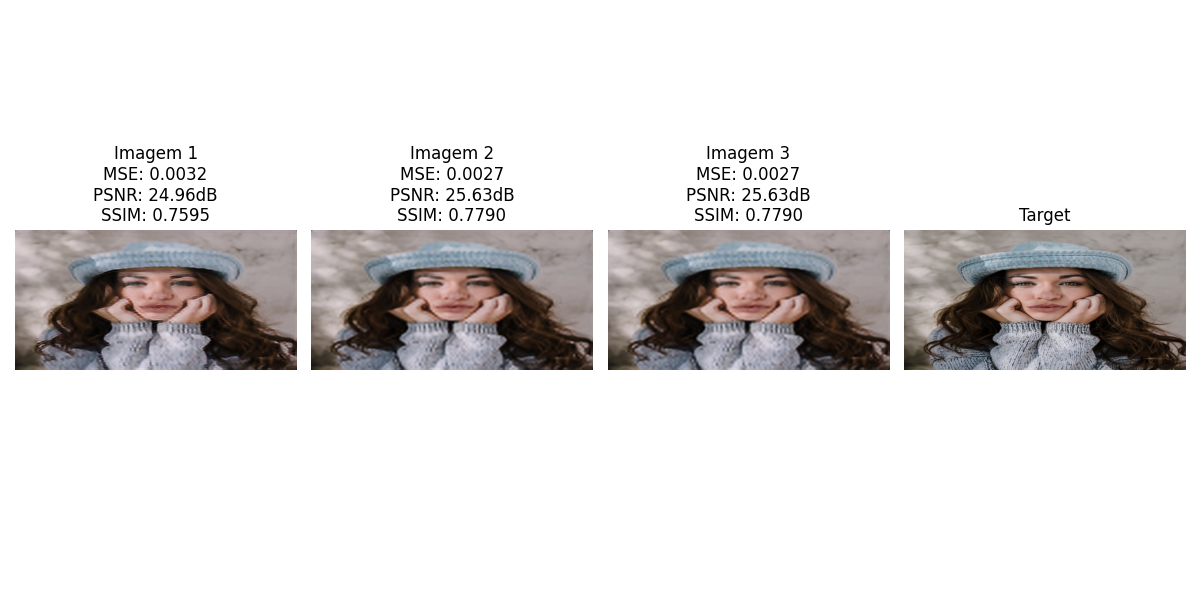 Imagem 1
MSE: 0.0032
PSNR: 24.96dB
SSIM: 0.7595
Imagem 2
MSE: 0.0027
PSNR: 25.63dB
SSIM: 0.7790
Imagem 3
MSE: 0.0027
PSNR: 25.63dB
SSIM: 0.7790
Target